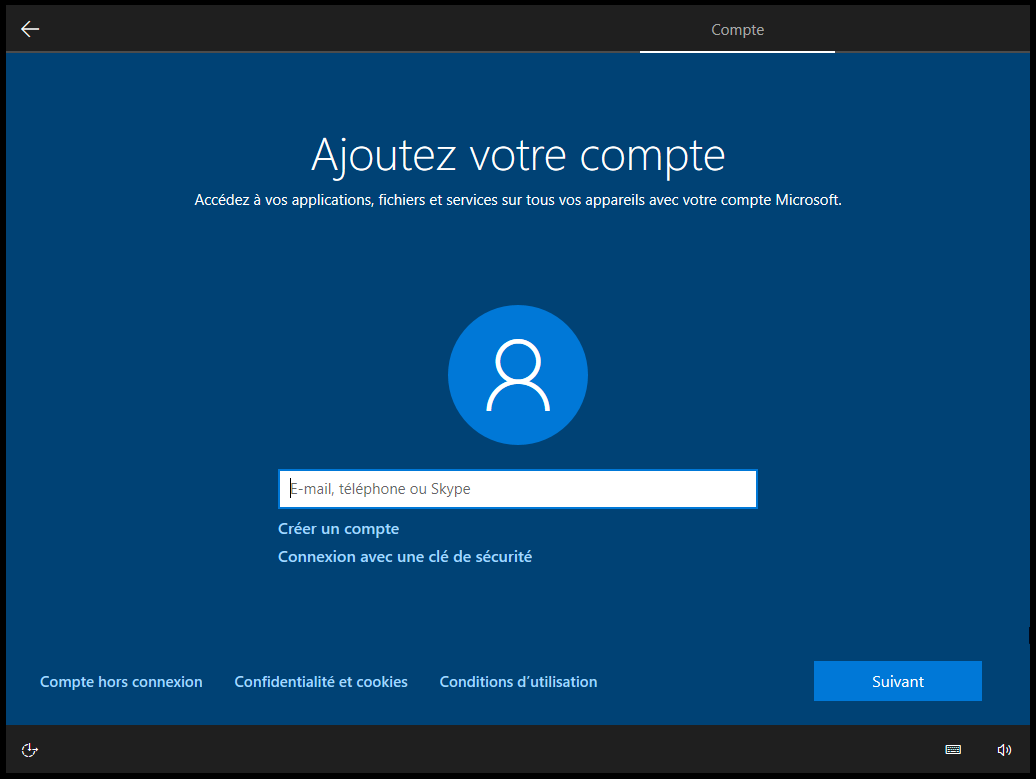 Compte
Ajoutez votre compte
Accédez à vos applications, fichiers et services sur tous vos appareils avec votre compte Microsoft.
E-mail, téléphone ou Skype
Créer un compte
Connexion avec une clé de sécurité
Compte hors connexion Confidentialité et cookies Conditions d’utilisation Suivant